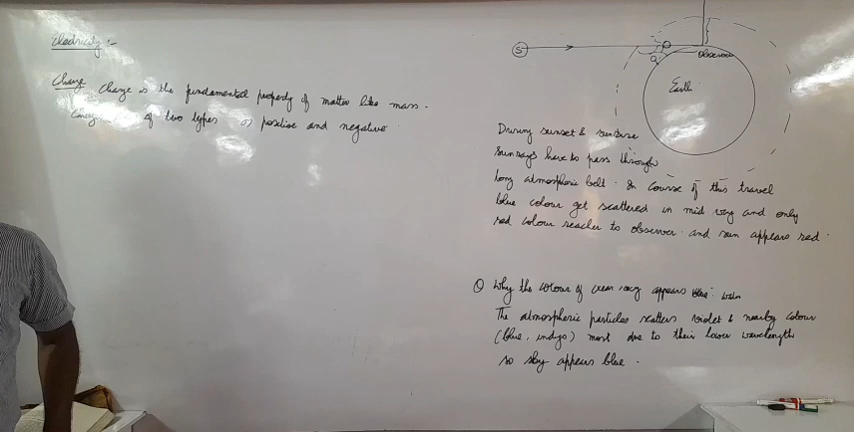 Electricity :-
Charge Charge is the fundamental property of matter like mass.
of two types positive and negative
S
Observer
Earth
During sunset & sunrise
Sunrays have to pass through
long atmospheric belt. In course of this travel
blue colour get scattered in mid way and only
red colour reaches to observer and sun appears red.
Q Why the colour of clear sky appears blue.
The atmospheric particles scatters violet & nearby colour
(blue, indigo) most due to their lower wavelength
so sky appears blue.